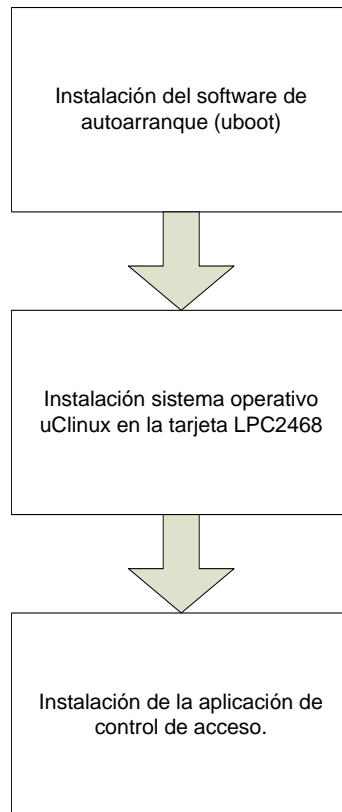 Instalación del software de
autoarranque (uboot)
Instalación sistema operativo
uClinux en la tarjeta LPC2468
Instalación de la aplicación de
control de acceso.